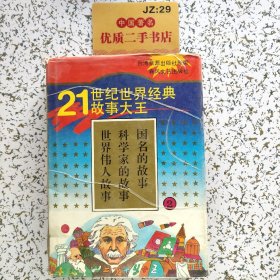 JZ:29
中国著名
优质二手书店
21世纪世界经典
故事大王
国名的故事
科学家的故事
世界伟人故事
2